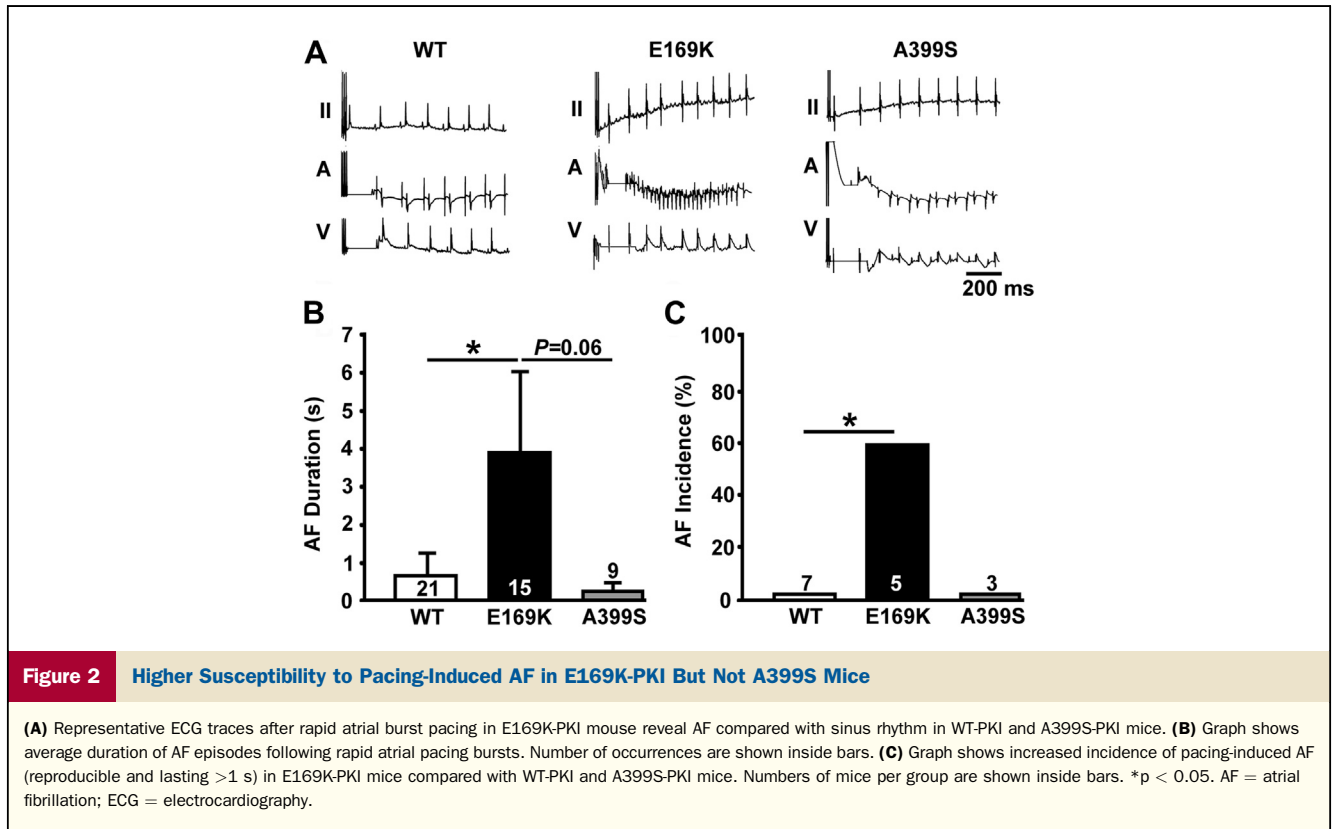 A
WT
E169K
A399S
II
II
II
A
A
A
V
V
V
200 ms
B
7
6
5
4
3
2
1
0
AF Duration (s)
*
P=0.06
21
15
9
WT
E169K
A399S
C
100
80
60
40
20
0
AF Incidence (%)
*
7
5
3
WT
E169K
A399S
Figure 2 Higher Susceptibility to Pacing-Induced AF in E169K-PKI But Not A399S Mice
(A) Representative ECG traces after rapid atrial burst pacing in E169K-PKI mouse reveal AF compared with sinus rhythm in WT-PKI and A399S-PKI mice. (B) Graph shows
average duration of AF episodes following rapid atrial pacing bursts. Number of occurrences are shown inside bars. (C) Graph shows increased incidence of pacing-induced AF
(reproducible and lasting >1 s) in E169K-PKI mice compared with WT-PKI and A399S-PKI mice. Numbers of mice per group are shown inside bars. *p < 0.05. AF = atrial
fibrillation; ECG = electrocardiography.